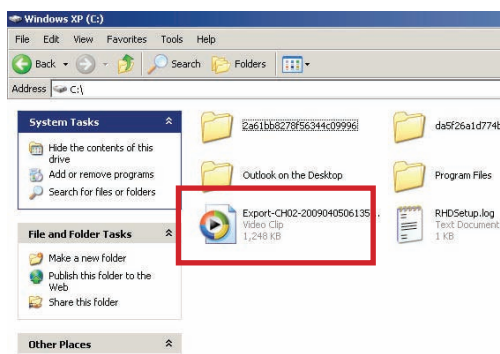 Windows XP (C:)
File Edit View Favorites Tools Help
Back Search Folders
Address C:\
System Tasks
Hide the contents of this
drive
Add or remove programs
Search for files or folders
File and Folder Tasks
Make a new folder
Publish this folder to the
Web
Share this folder
Other Places
2a61bb8278f56344c09996
da5f26a1d774b
Outlook on the Desktop
Program Files
Export-CH02-2009040506135...
Video Clip
1,248 KB
RHDSetup.log
Text Document
1 KB